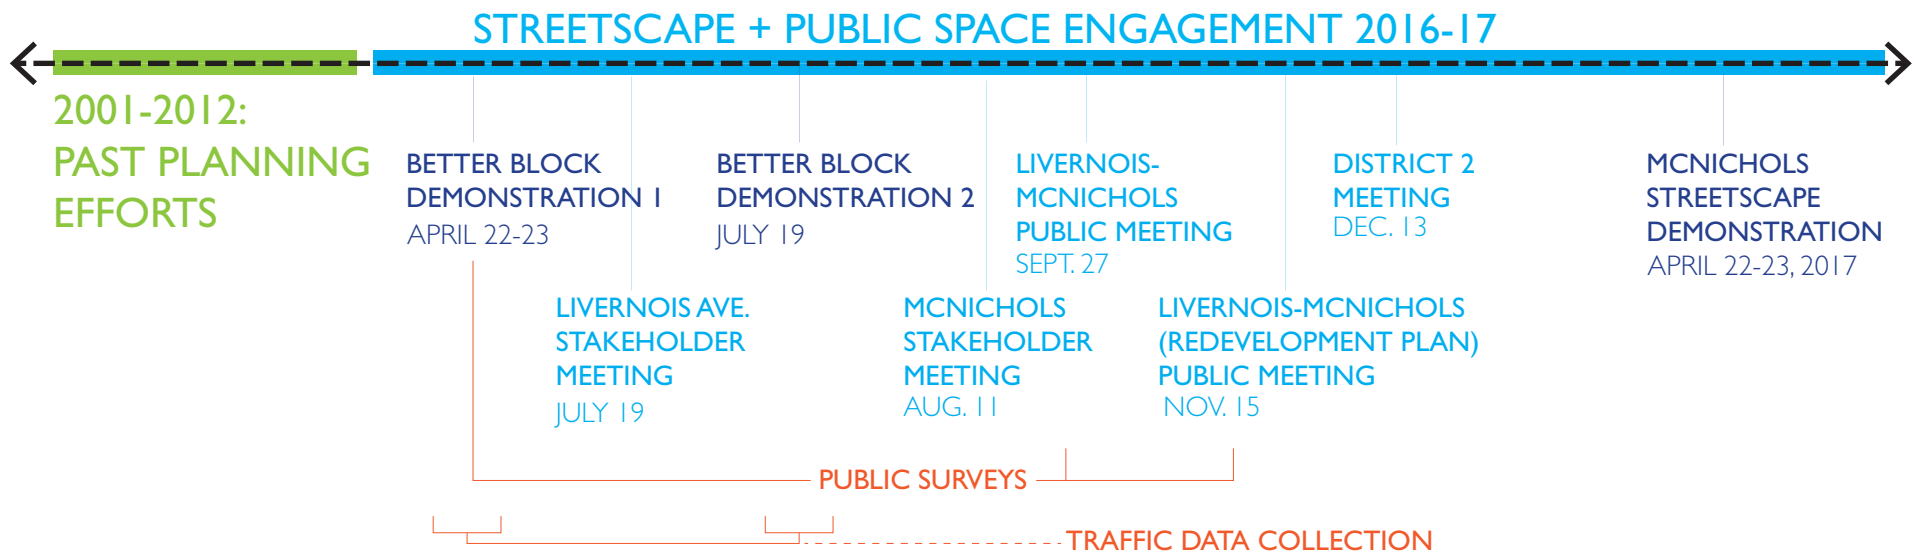 STREETSCAPE + PUBLIC SPACE ENGAGEMENT 2016-17
2001-2012:
PAST PLANNING
EFFORTS
BETTER BLOCK
DEMONSTRATION 1
APRIL 22-23
LIVERNOIS AVE.
STAKEHOLDER
MEETING
JULY 19
BETTER BLOCK
DEMONSTRATION 2
JULY 19
MCNICHOLS
STAKEHOLDER
MEETING
AUG. 11
LIVERNOIS-
MCNICHOLS
PUBLIC MEETING
SEPT. 27
LIVERNOIS-MCNICHOLS
(REDEVELOPMENT PLAN)
PUBLIC MEETING
NOV. 15
DISTRICT 2
MEETING
DEC. 13
MCNICHOLS
STREETSCAPE
DEMONSTRATION
APRIL 22-23, 2017
PUBLIC SURVEYS
TRAFFIC DATA COLLECTION